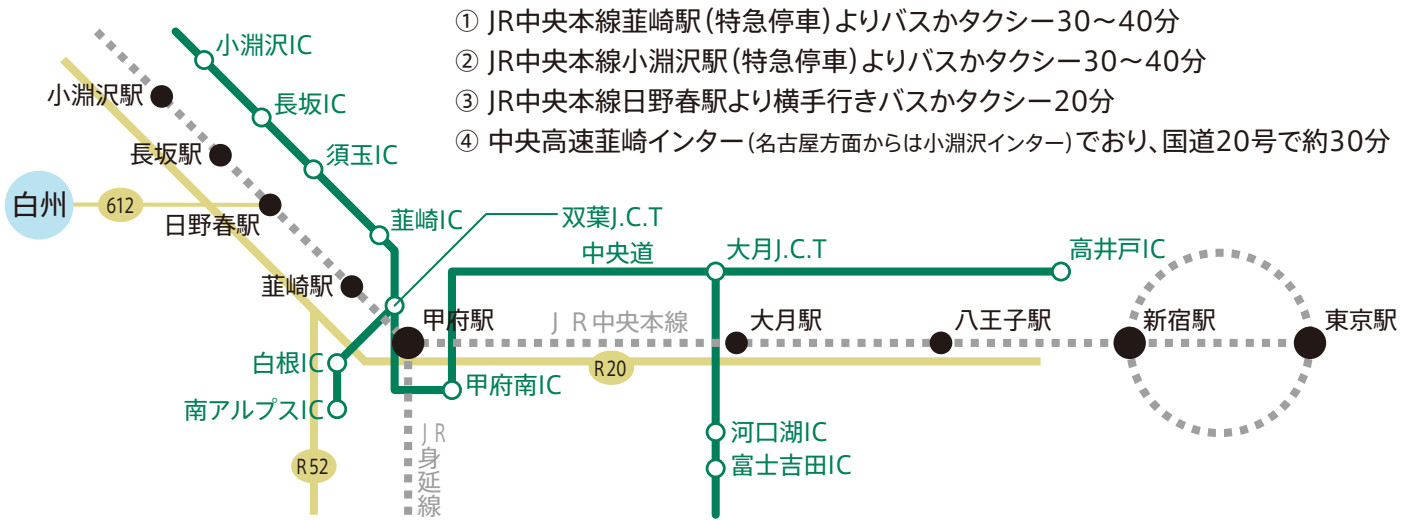 ① JR中央本線韮崎駅(特急停車)よりバスかタクシー30〜40分
② JR中央本線小淵沢駅(特急停車)よりバスかタクシー30〜40分
③ JR中央本線日野春駅より横手行きバスかタクシー20分
④ 中央高速韮崎インター(名古屋方面からは小淵沢インター)でおり、国道20号で約30分
小淵沢IC
小淵沢駅
長坂IC
長坂駅
須玉IC
白州
612
日野春駅
韮崎IC
双葉J.C.T
中央道
大月J.C.T
高井戸IC
韮崎駅
甲府駅
JR中央本線
大月駅
八王子駅
新宿駅
東京駅
白根IC
R20
甲府南IC
南アルプスIC
JR身延線
河口湖IC
富士吉田IC
R52